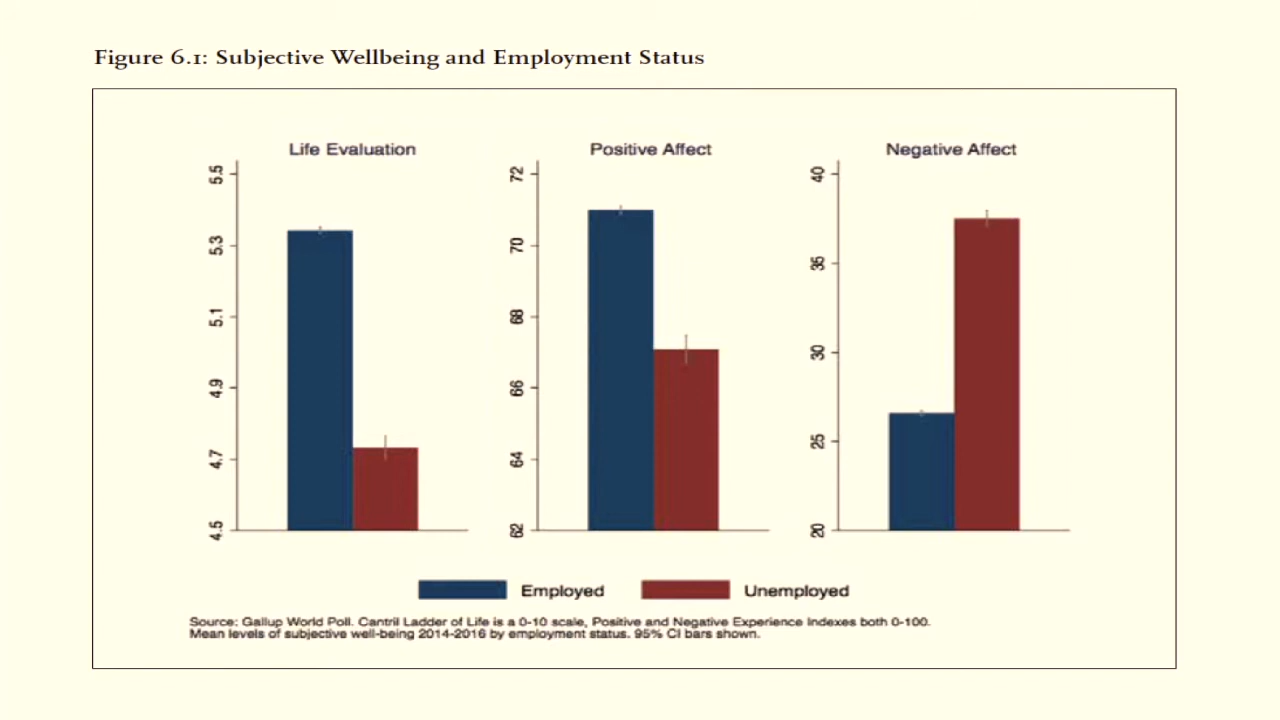 Figure 6.1: Subjective Wellbeing and Employment Status
Life Evaluation
5.5
5.3
5.1
4.9
4.7
4.5
Positive Affect
72
70
68
66
64
62
Negative Affect
40
35
30
25
20
Employed
Unemployed
Source: Gallup World Poll. Cantril Ladder of Life is a 0-10 scale, Positive and Negative Experience Indexes both 0-100.
Mean levels of subjective well-being 2014-2016 by employment status. 95% CI bars shown.